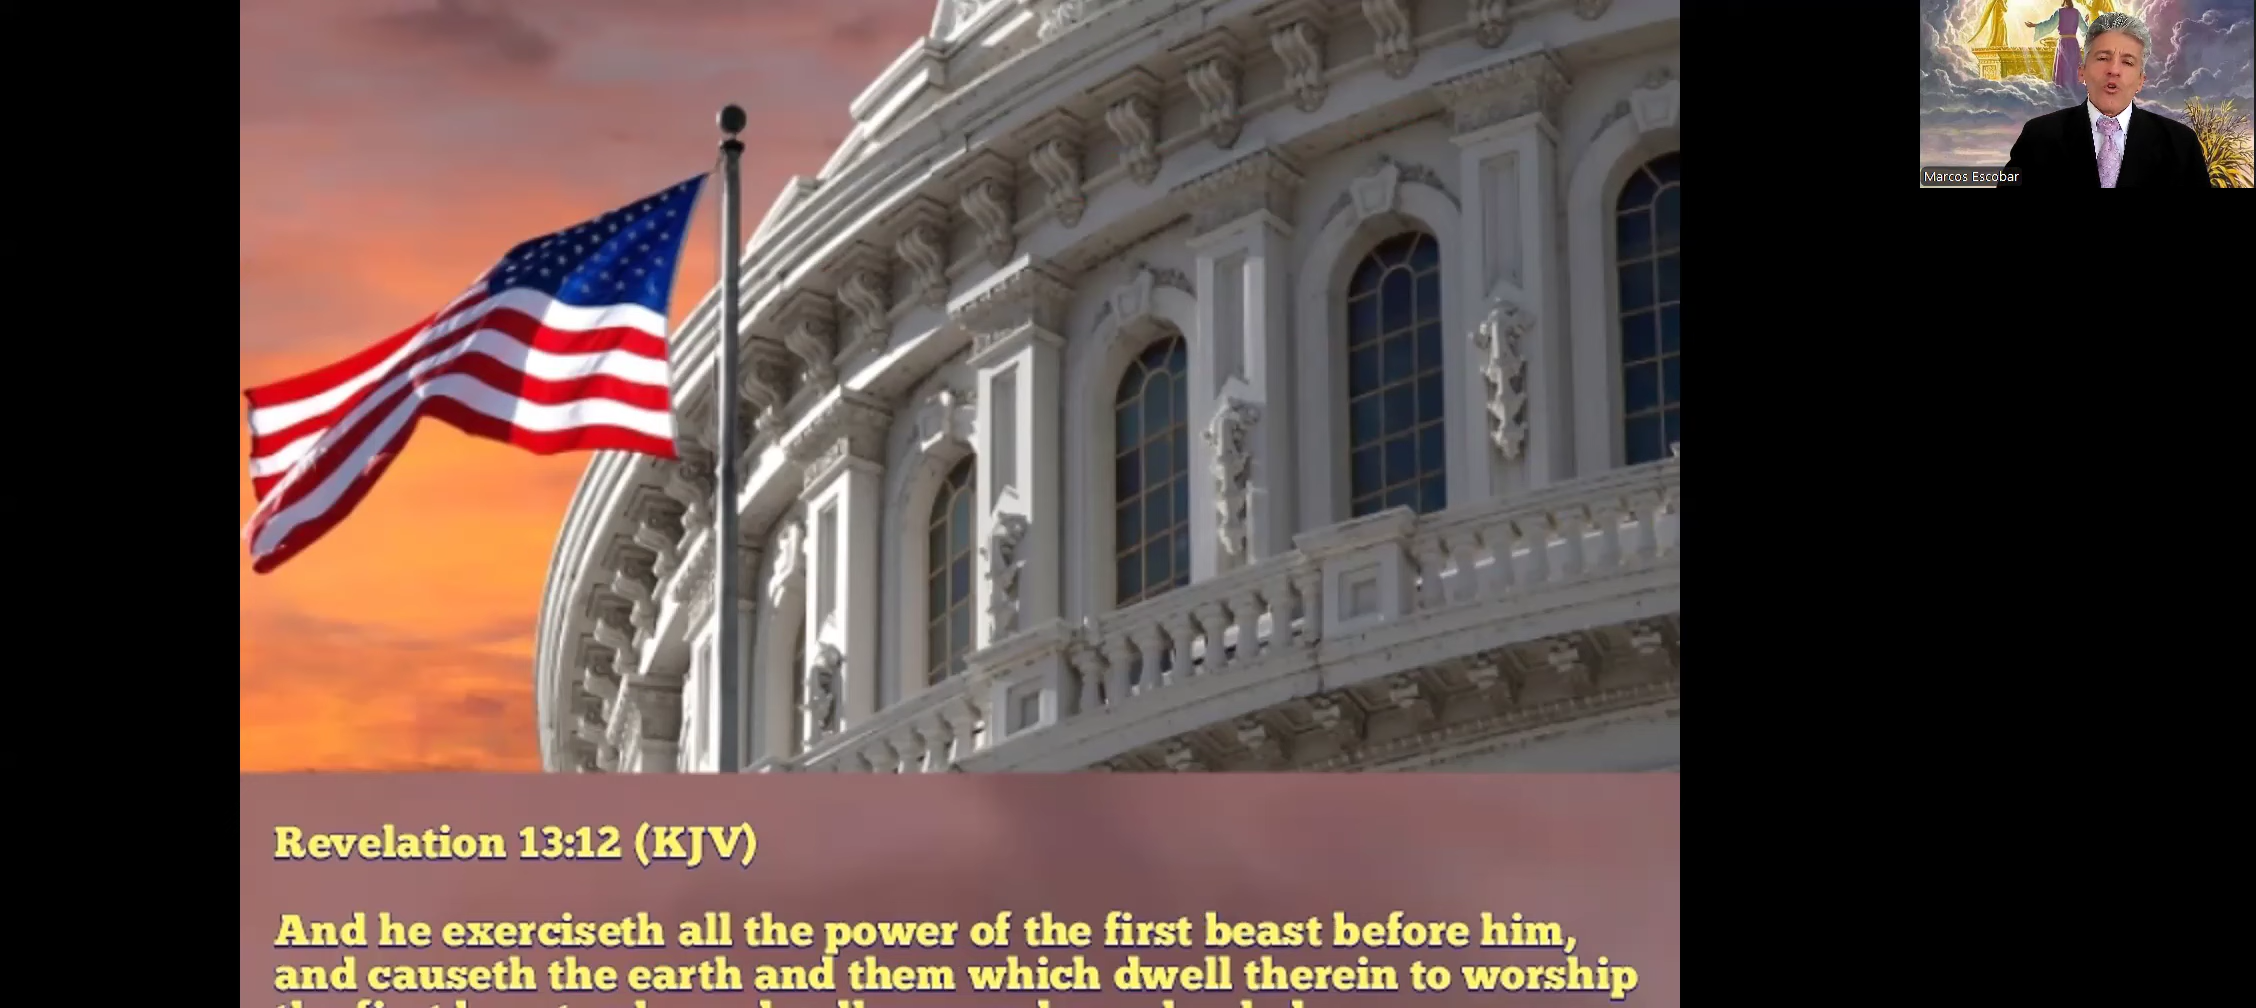 Marcos Escobar
Revelation 13:12 (KJV)
And he exerciseth all the power of the first beast before him,
and causeth the earth and them which dwell therein to worship